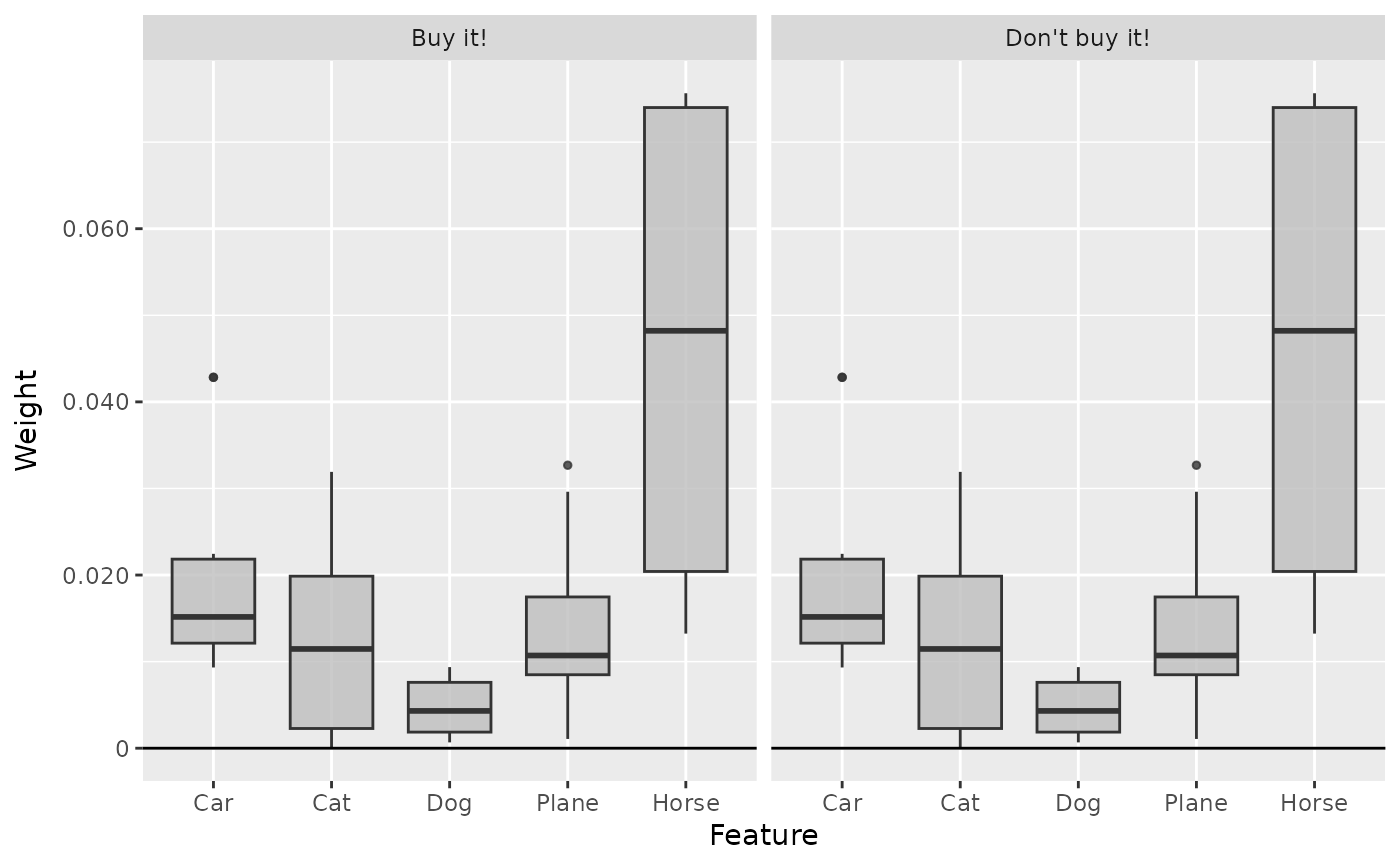 Buy it!
Don't buy it!
Weight
0.060
0.040
0.020
0
Car
Cat
Dog
Plane
Horse
Car
Cat
Dog
Plane
Horse
Feature